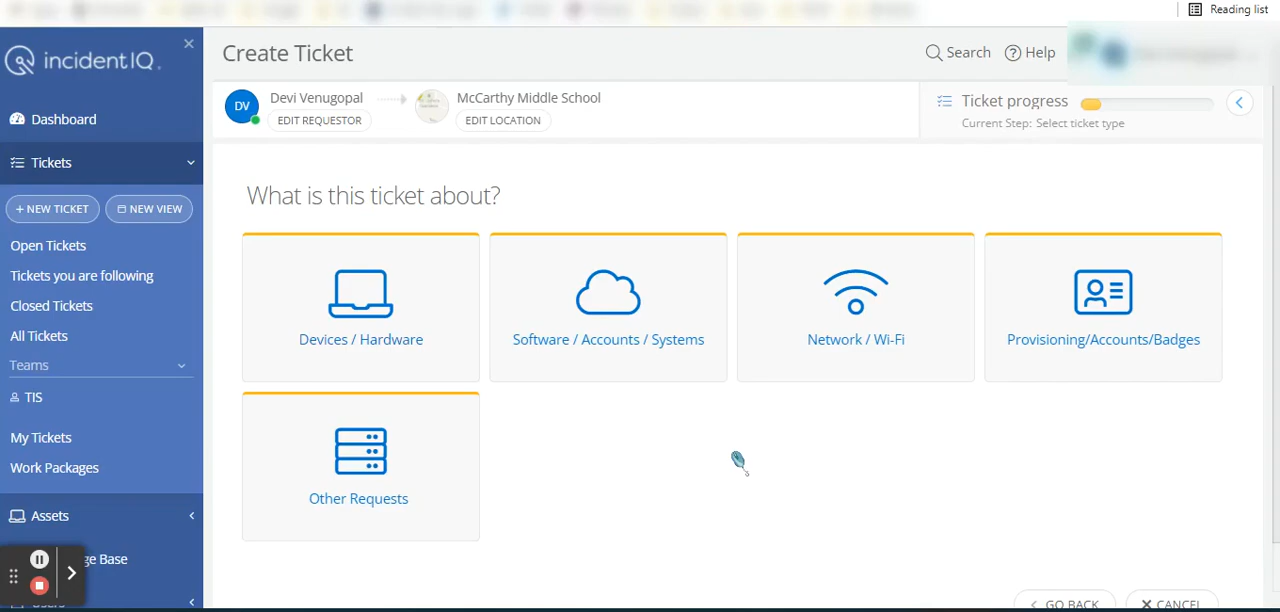 Reading list
incidentIQ.
Create Ticket
Search
Help
Dashboard
DV
Devi Venugopal
McCarthy Middle School
EDIT REQUESTOR
EDIT LOCATION
Ticket progress
Current Step: Select ticket type
Tickets
+ NEW TICKET
NEW VIEW
Open Tickets
Tickets you are following
Closed Tickets
All Tickets
Teams
TIS
My Tickets
Work Packages
Assets
ge Base
What is this ticket about?
Devices / Hardware
Software / Accounts / Systems
Network / Wi-Fi
Provisioning/Accounts/Badges
Other Requests
GO BACK
CANCEL